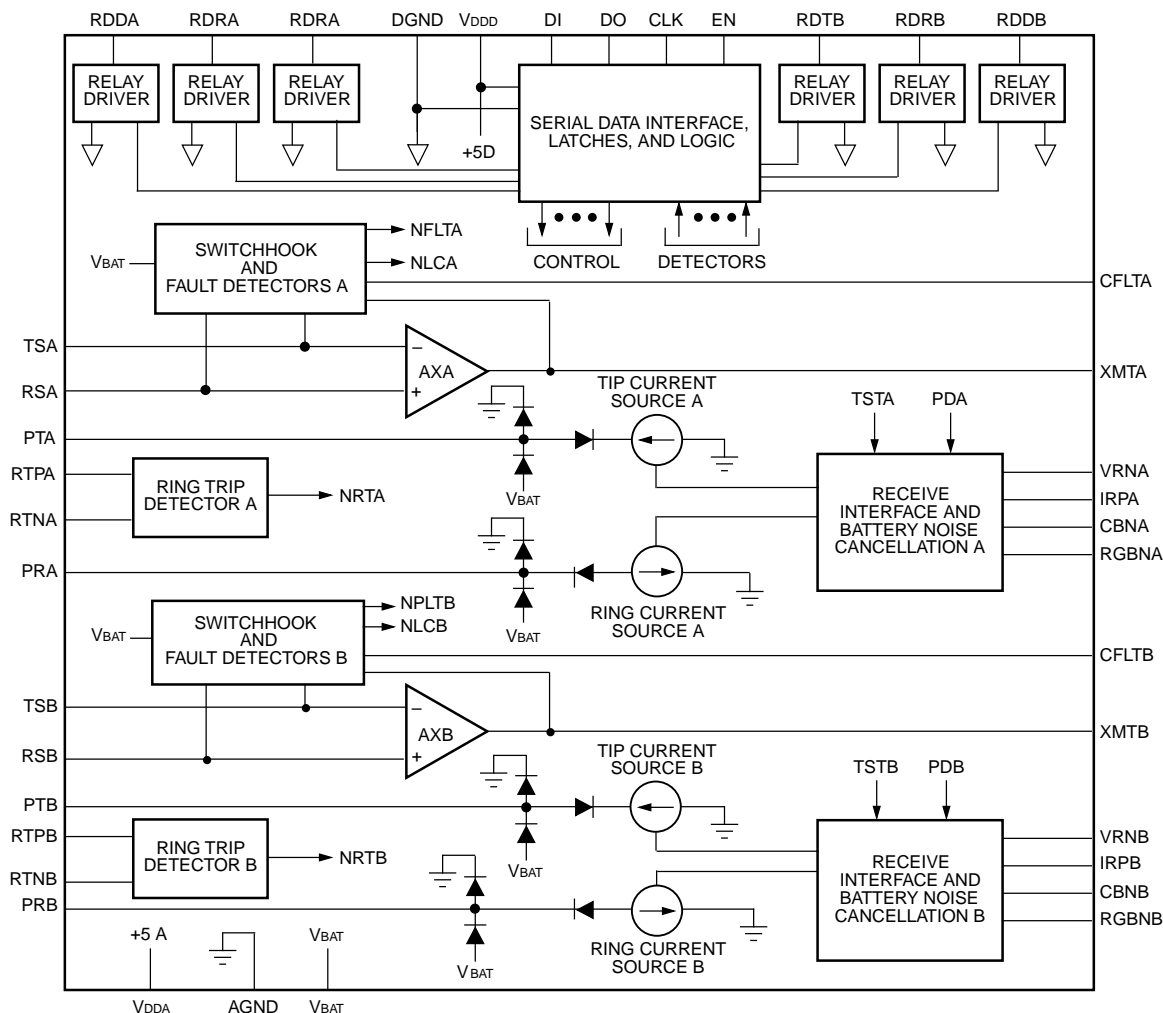 RDDA RDRA RDRA DGND VDDD DI DO CLK EN RDTB RDRB RDDB
RELAY
DRIVER
RELAY
DRIVER
RELAY
DRIVER
+5D
SERIAL DATA INTERFACE,
LATCHES, AND LOGIC
RELAY
DRIVER
RELAY
DRIVER
RELAY
DRIVER
CONTROL
DETECTORS
VBAT
SWITCHHOOK
AND
FAULT DETECTORS A
NFLTA
NLCA
CFLTA
TSA
RSA
−
AXA
+
XMTA
TIP CURRENT
SOURCE A
TSTA
PDA
PTA
VBAT
RTPA
RTNA
RING TRIP
DETECTOR A
NRTA
RECEIVE
INTERFACE AND
BATTERY NOISE
CANCELLATION A
VRNA
IRPA
CBNA
RGBNA
PRA
VBAT
RING CURRENT
SOURCE A
VBAT
SWITCHHOOK
AND
FAULT DETECTORS B
NPLTB
NLCB
CFLTB
TSB
RSB
−
AXB
+
XMTB
TIP CURRENT
SOURCE B
TSTB
PDB
PTB
VBAT
RTPB
RTNB
RING TRIP
DETECTOR B
NRTB
RECEIVE
INTERFACE AND
BATTERY NOISE
CANCELLATION B
VRNB
IRPB
CBNB
RGBNB
PRB
VBAT
RING CURRENT
SOURCE B
+5 A
VBAT
VDDA AGND VBAT